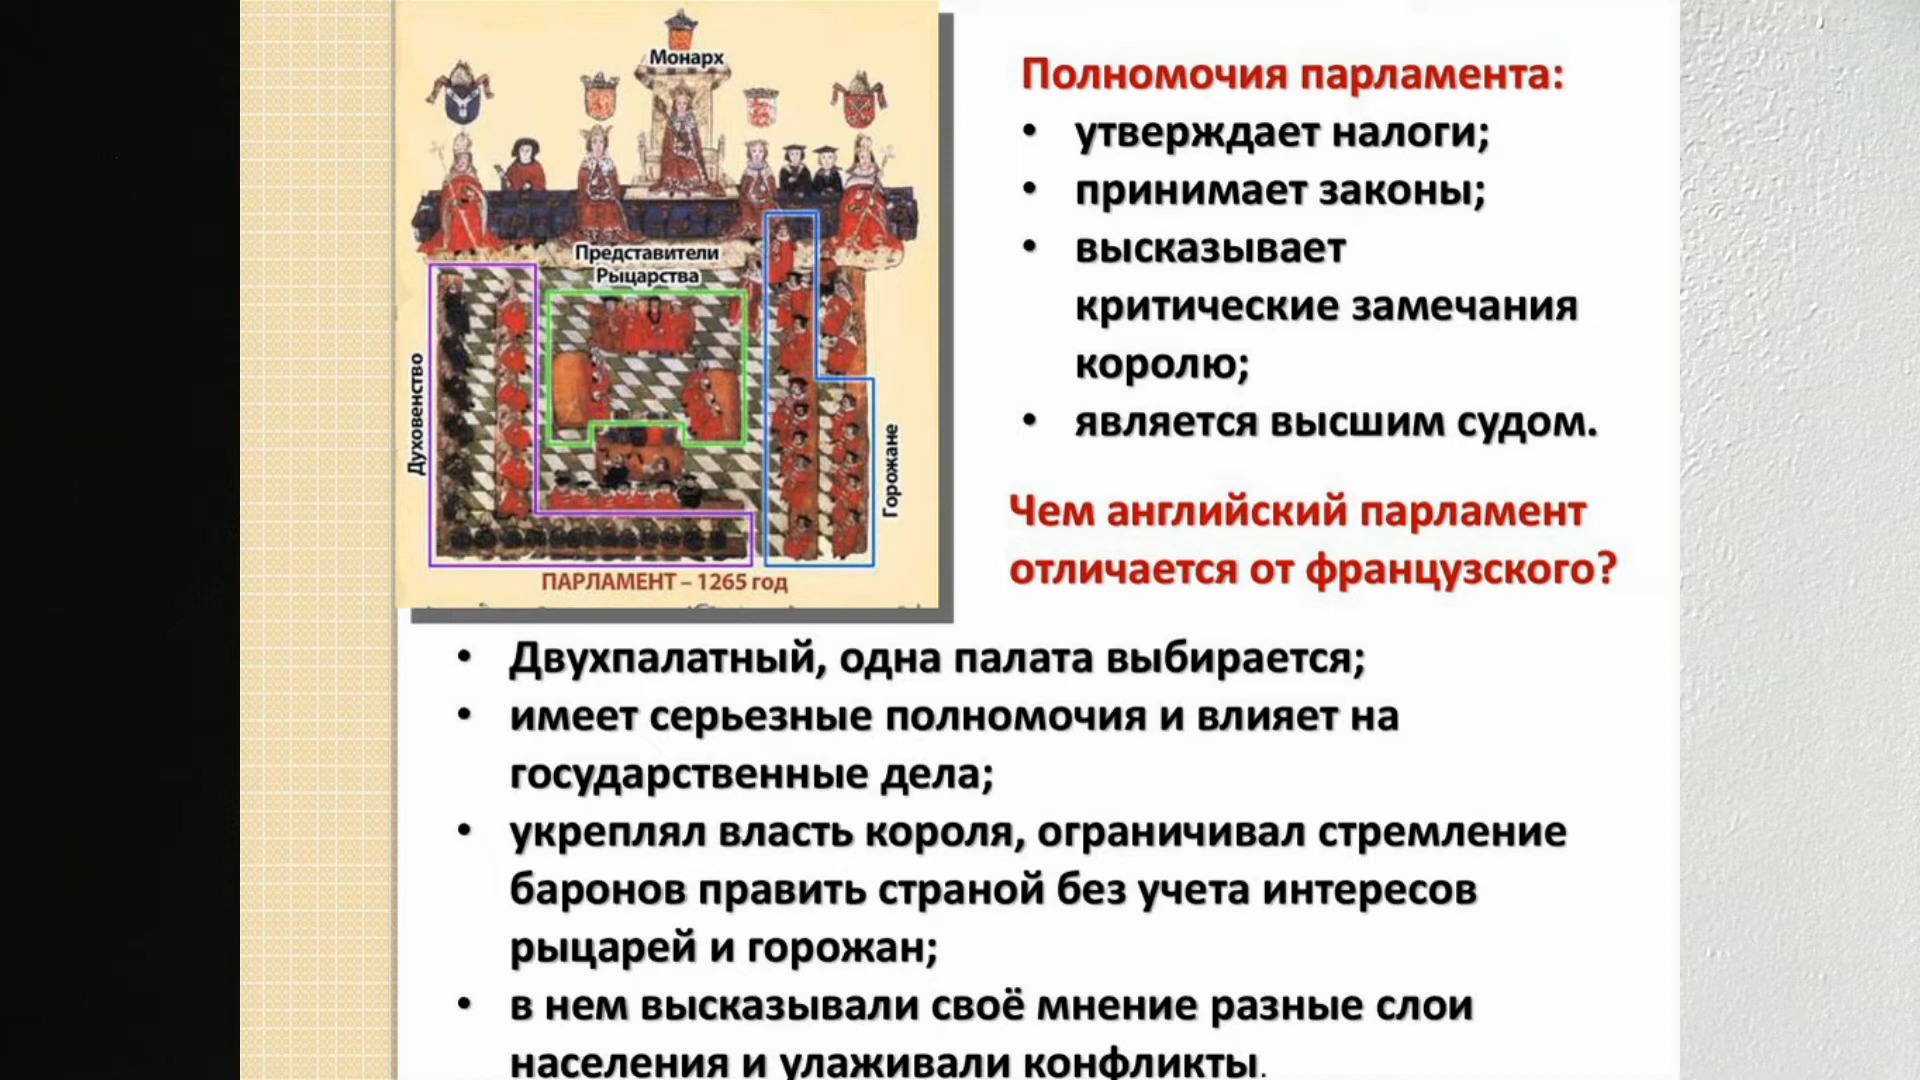 Монарх
Представители
Рыцарства
Духовенство
Горожане
ПАРЛАМЕНТ – 1265 год
Полномочия парламента:
• утверждает налоги;
• принимает законы;
• высказывает
критические замечания
королю;
• является высшим судом.
Чем английский парламент
отличается от французского?
• Двухпалатный, одна палата выбирается;
• имеет серьезные полномочия и влияет на
государственные дела;
• укреплял власть короля, ограничивал стремление
баронов править страной без учета интересов
рыцарей и горожан;
• в нем высказывали своё мнение разные слои
населения и улаживали конфликты.